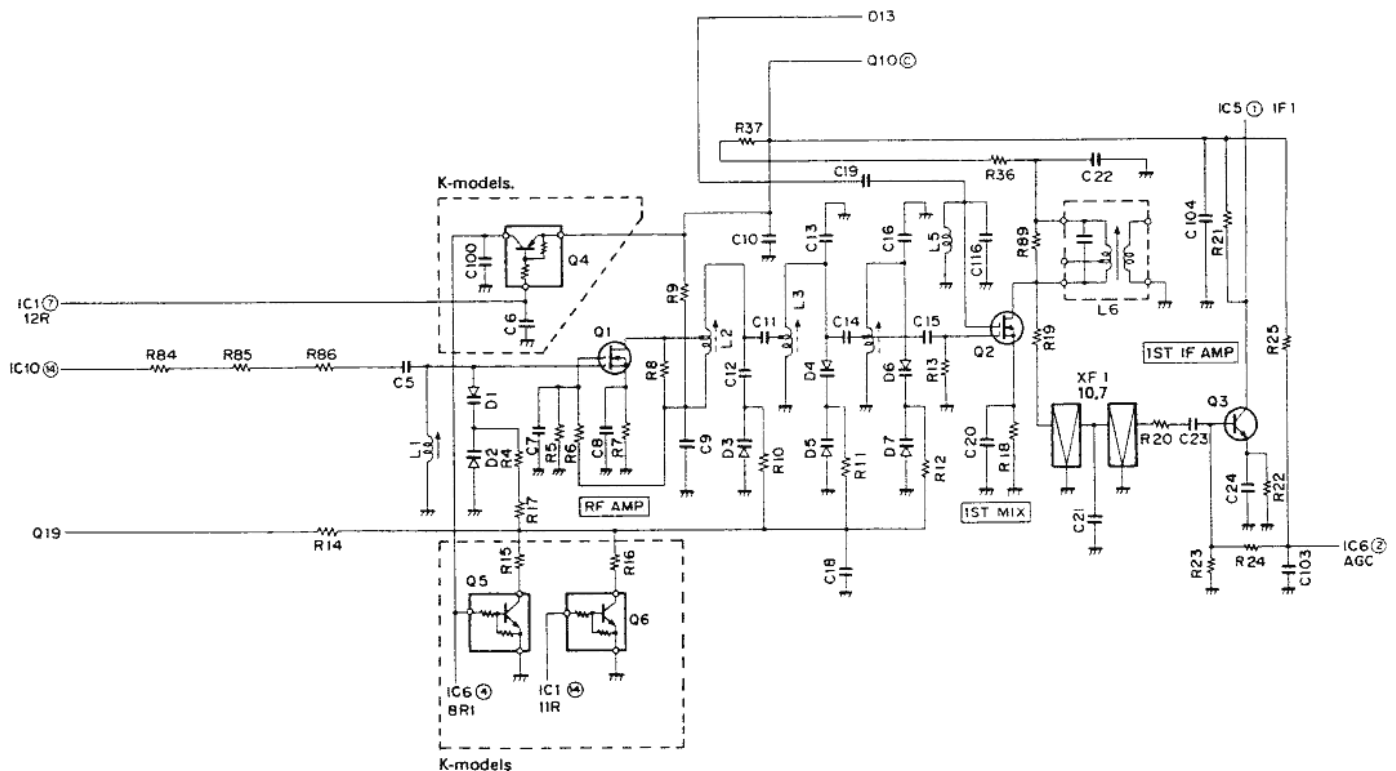 D13
Q10 Ⓒ
IC5 ① IF1
R37
C19
R36
C22
K-models.
C100
Q4
C10
C13
C16
L5
C116
R89
C104
R21
IC1 ⑦
12R
C6
R9
L2
C11
L3
C14
C15
Q2
L6
R25
IC10 ⑭
R84
R85
R86
C5
Q1
R8
C12
D4
D6
R13
R19
1ST IF AMP
D1
XF1
10.7
Q3
L1
D2
R4
C7
R5
R6
C8
R7
C9
D3
R10
D5
R11
D7
R12
C20
R18
R20
C23
C24
R22
RF AMP
1ST MIX
R17
C21
Q19
R14
R15
R16
C18
R23
R24
C103
IC6 ②
AGC
Q5
Q6
IC6 ④
8R1
IC1 ⑭
11R
K-models